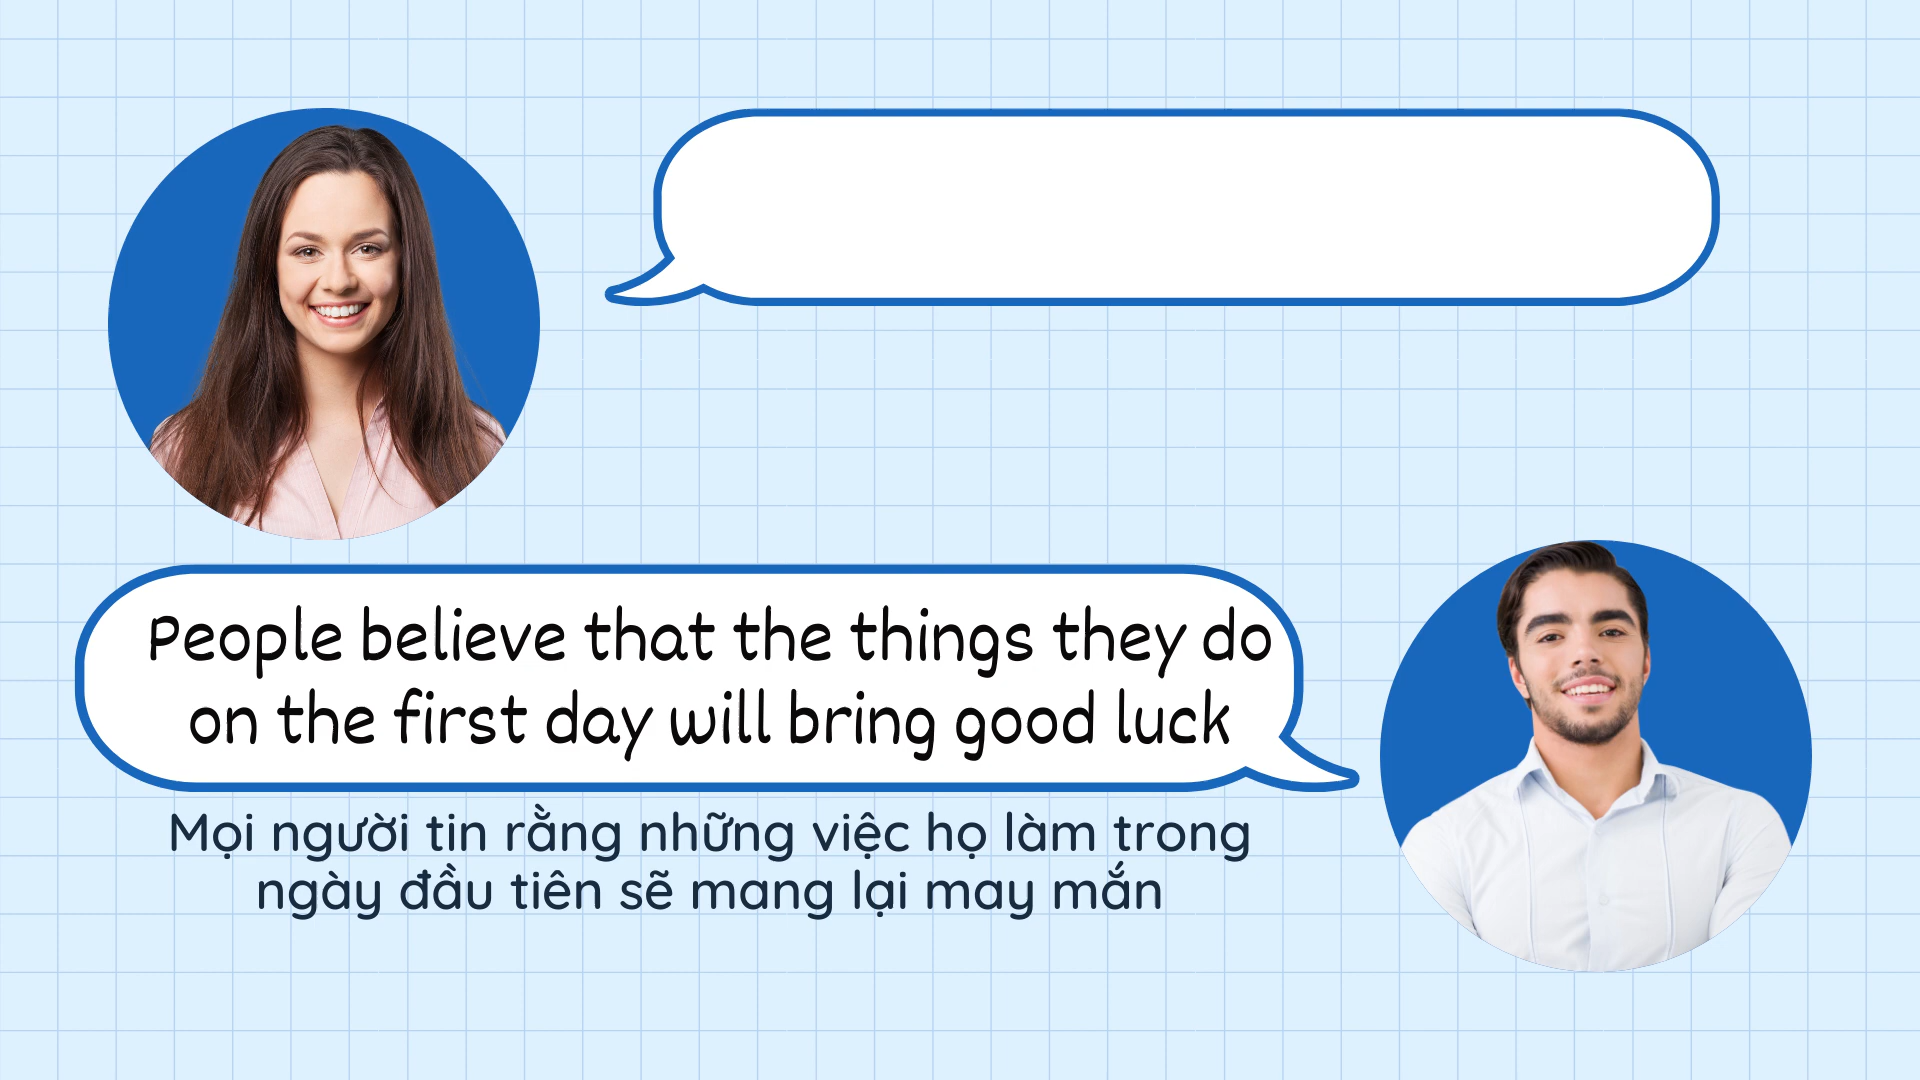 People believe that the things they do
on the first day will bring good luck
Mọi người tin rằng những việc họ làm trong
ngày đầu tiên sẽ mang lại may mắn